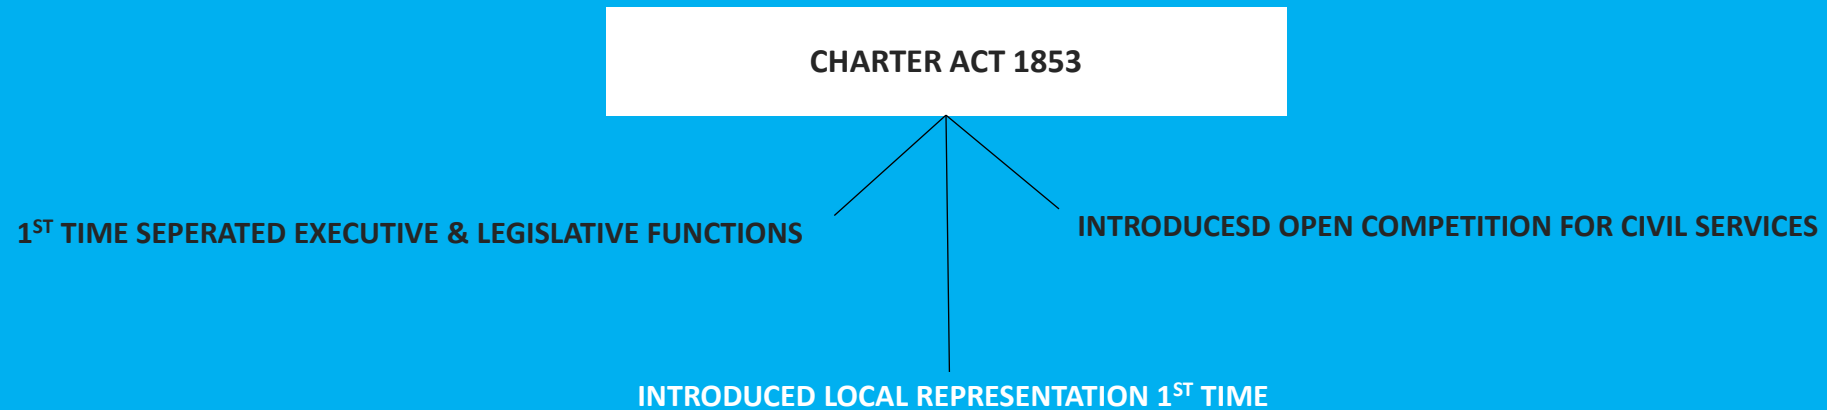 CHARTER ACT 1853
1ST TIME SEPERATED EXECUTIVE & LEGISLATIVE FUNCTIONS
INTRODUCESD OPEN COMPETITION FOR CIVIL SERVICES
INTRODUCED LOCAL REPRESENTATION 1ST TIME